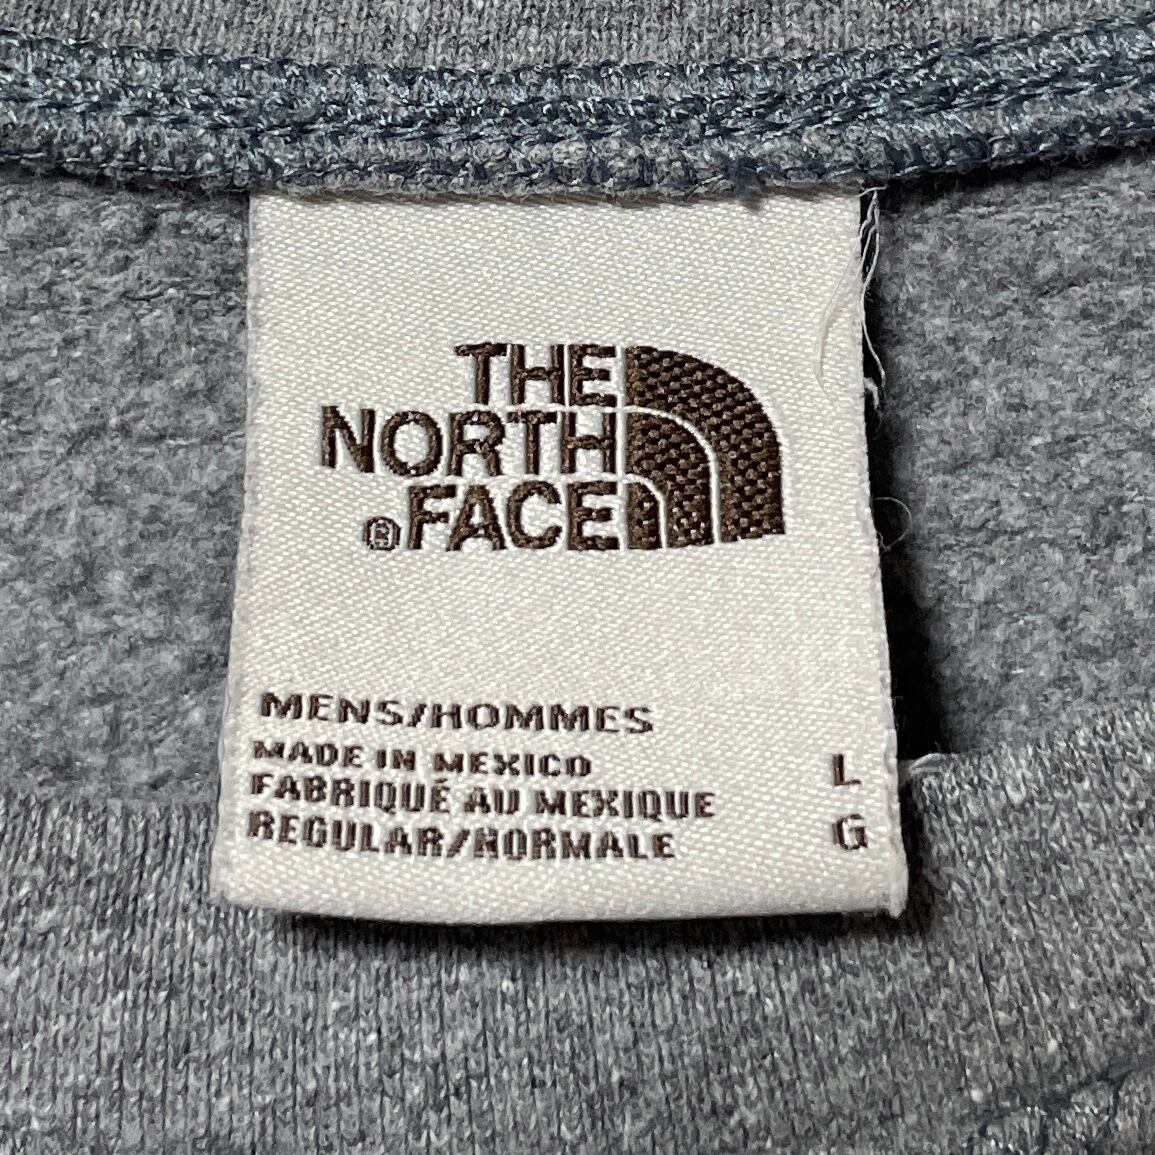 THE
NORTH
® FACE
MENS/HOMMES
MADE IN MEXICO L
FABRIQUÉ AU MEXIQUE
REGULAR/NORMALE G